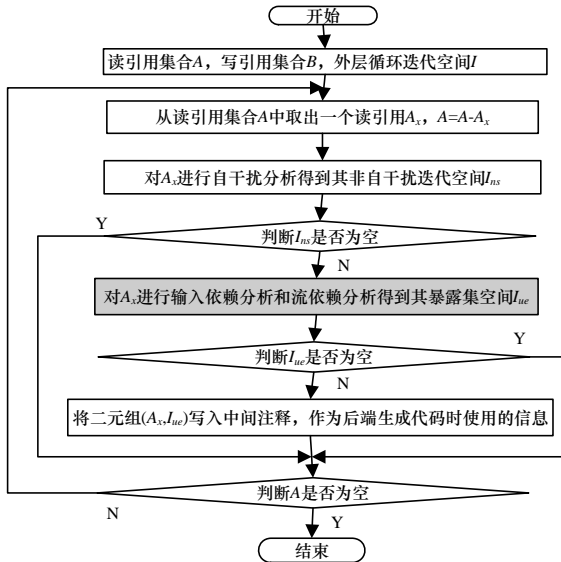 开始
读引用集合A，写引用集合B，外层循环迭代空间I
从读引用集合A中取出一个读引用Ax，A=A-Ax
对Ax进行自干扰分析得到其非自干扰迭代空间Ins
Y
判断Ins是否为空
N
对Ax进行输入依赖分析和流依赖分析得到其暴露集空间Iue
Y
判断Iue是否为空
N
将二元组(Ax,Iue)写入中间注释，作为后端生成代码时使用的信息
判断A是否为空
N
Y
结束